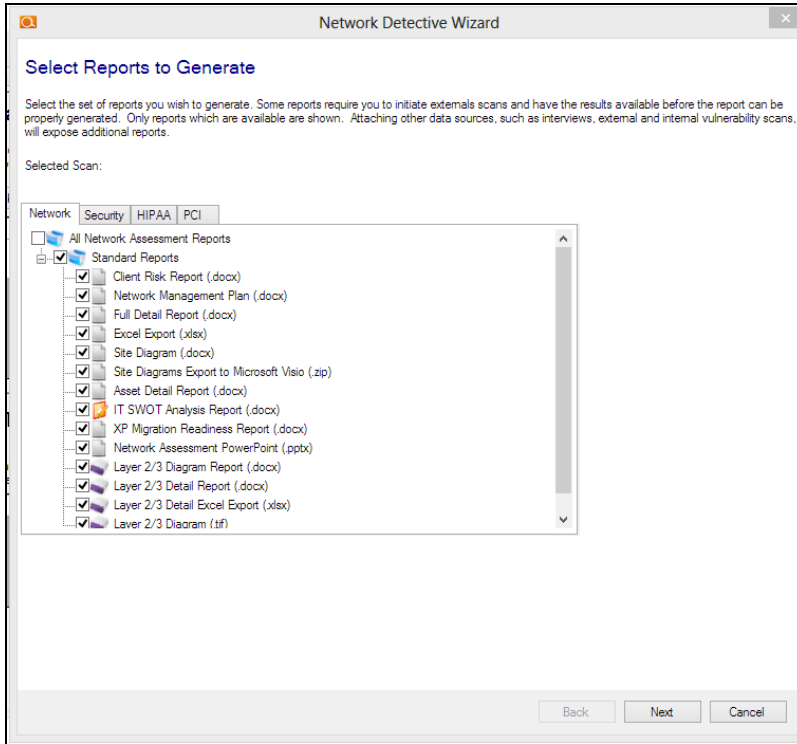 Network Detective Wizard
Select Reports to Generate
Select the set of reports you wish to generate. Some reports require you to initiate externals scans and have the results available before the report can be
properly generated. Only reports which are available are shown. Attaching other data sources, such as interviews, external and internal vulnerability scans,
will expose additional reports.
Selected Scan:
Network Security HIPAA PCI
All Network Assessment Reports
Standard Reports
Client Risk Report (.docx)
Network Management Plan (.docx)
Full Detail Report (.docx)
Excel Export (.xlsx)
Site Diagram (.docx)
Site Diagrams Export to Microsoft Visio (.zip)
Asset Detail Report (.docx)
IT SWOT Analysis Report (.docx)
XP Migration Readiness Report (.docx)
Network Assessment PowerPoint (.pptx)
Layer 2/3 Diagram Report (.docx)
Layer 2/3 Detail Report (.docx)
Layer 2/3 Detail Excel Export (.xlsx)
Layer 2/3 Diagram (.tif)
Back Next Cancel